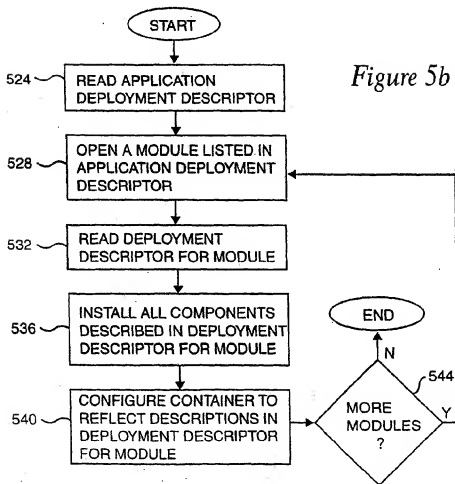 START
Figure 5b
524
READ APPLICATION
DEPLOYMENT DESCRIPTOR
528
OPEN A MODULE LISTED IN
APPLICATION DEPLOYMENT
DESCRIPTOR
532
READ DEPLOYMENT
DESCRIPTOR FOR MODULE
536
INSTALL ALL COMPONENTS
DESCRIBED IN DEPLOYMENT
DESCRIPTOR FOR MODULE
540
CONFIGURE CONTAINER TO
REFLECT DESCRIPTIONS IN
DEPLOYMENT DESCRIPTOR
FOR MODULE
END
N
544
MORE
MODULES
?
Y